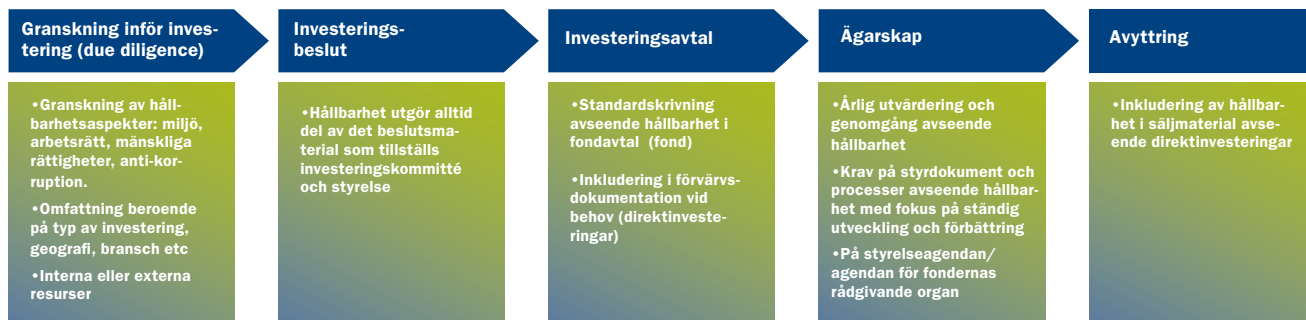 Granskning inför inves-
tering (due diligence)
•Granskning av håll-
barhetsaspekter: miljö,
arbetsrätt, mänskliga
rättigheter, anti-kor-
ruption.
•Omfattning beroende
på typ av investering,
geografi, bransch etc
•Interna eller externa
resurser
Investerings-
beslut
•Hållbarhet utgör alltid
del av det beslutsma-
terial som tillställs
investeringskommitté
och styrelse
Investeringsavtal
•Standardskrivning
avseende hållbarhet i
fondavtal (fond)
•Inkludering i förvärvs-
dokumentation vid
behov (direktinveste-
ringar)
Ägarskap
•Årlig utvärdering och
genomgång avseende
hållbarhet
•Krav på styrdokument och
processer avseende hållbar-
het med fokus på ständig
utveckling och förbättring
•På styrelseagendan/
agendan för fondernas
rådgivande organ
Avyttring
•Inkludering av hållbar-
het i säljmaterial avse-
ende direktinvesteringar